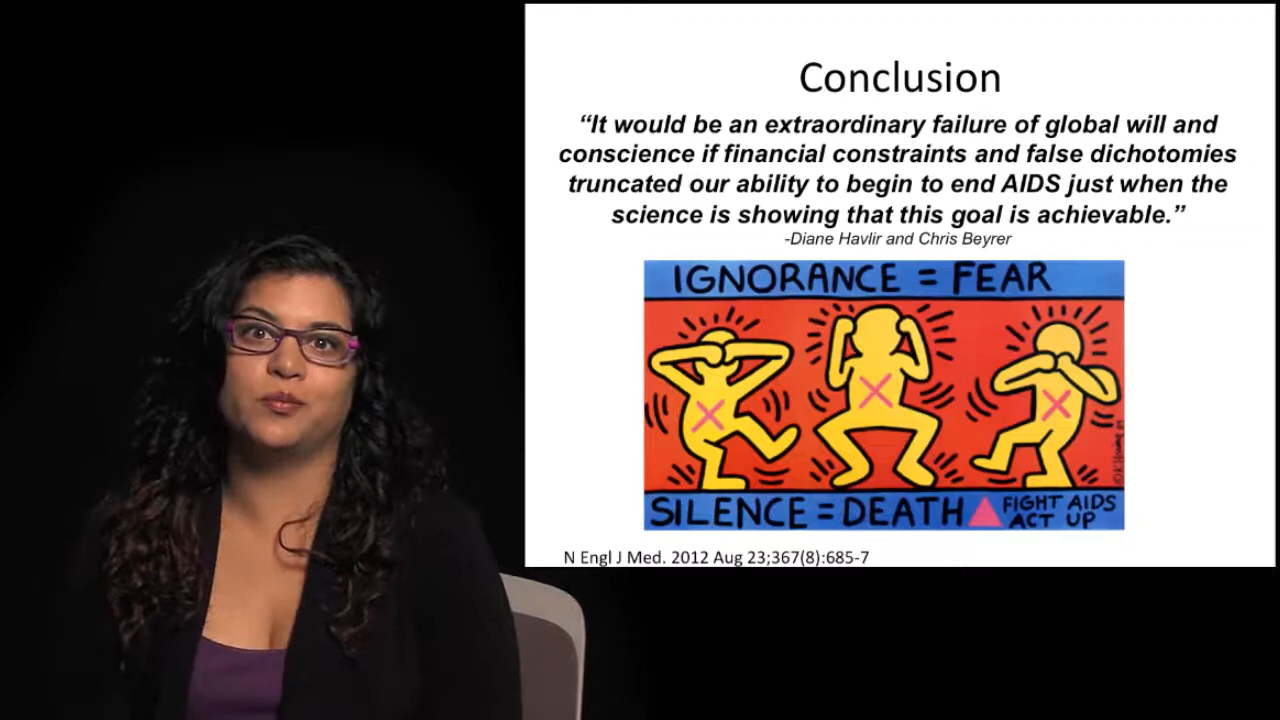 Conclusion
“It would be an extraordinary failure of global will and
conscience if financial constraints and false dichotomies
truncated our ability to begin to end AIDS just when the
science is showing that this goal is achievable.”
-Diane Havlir and Chris Beyrer
IGNORANCE = FEAR
SILENCE = DEATH
FIGHT AIDS
ACT UP
N Engl J Med. 2012 Aug 23;367(8):685-7